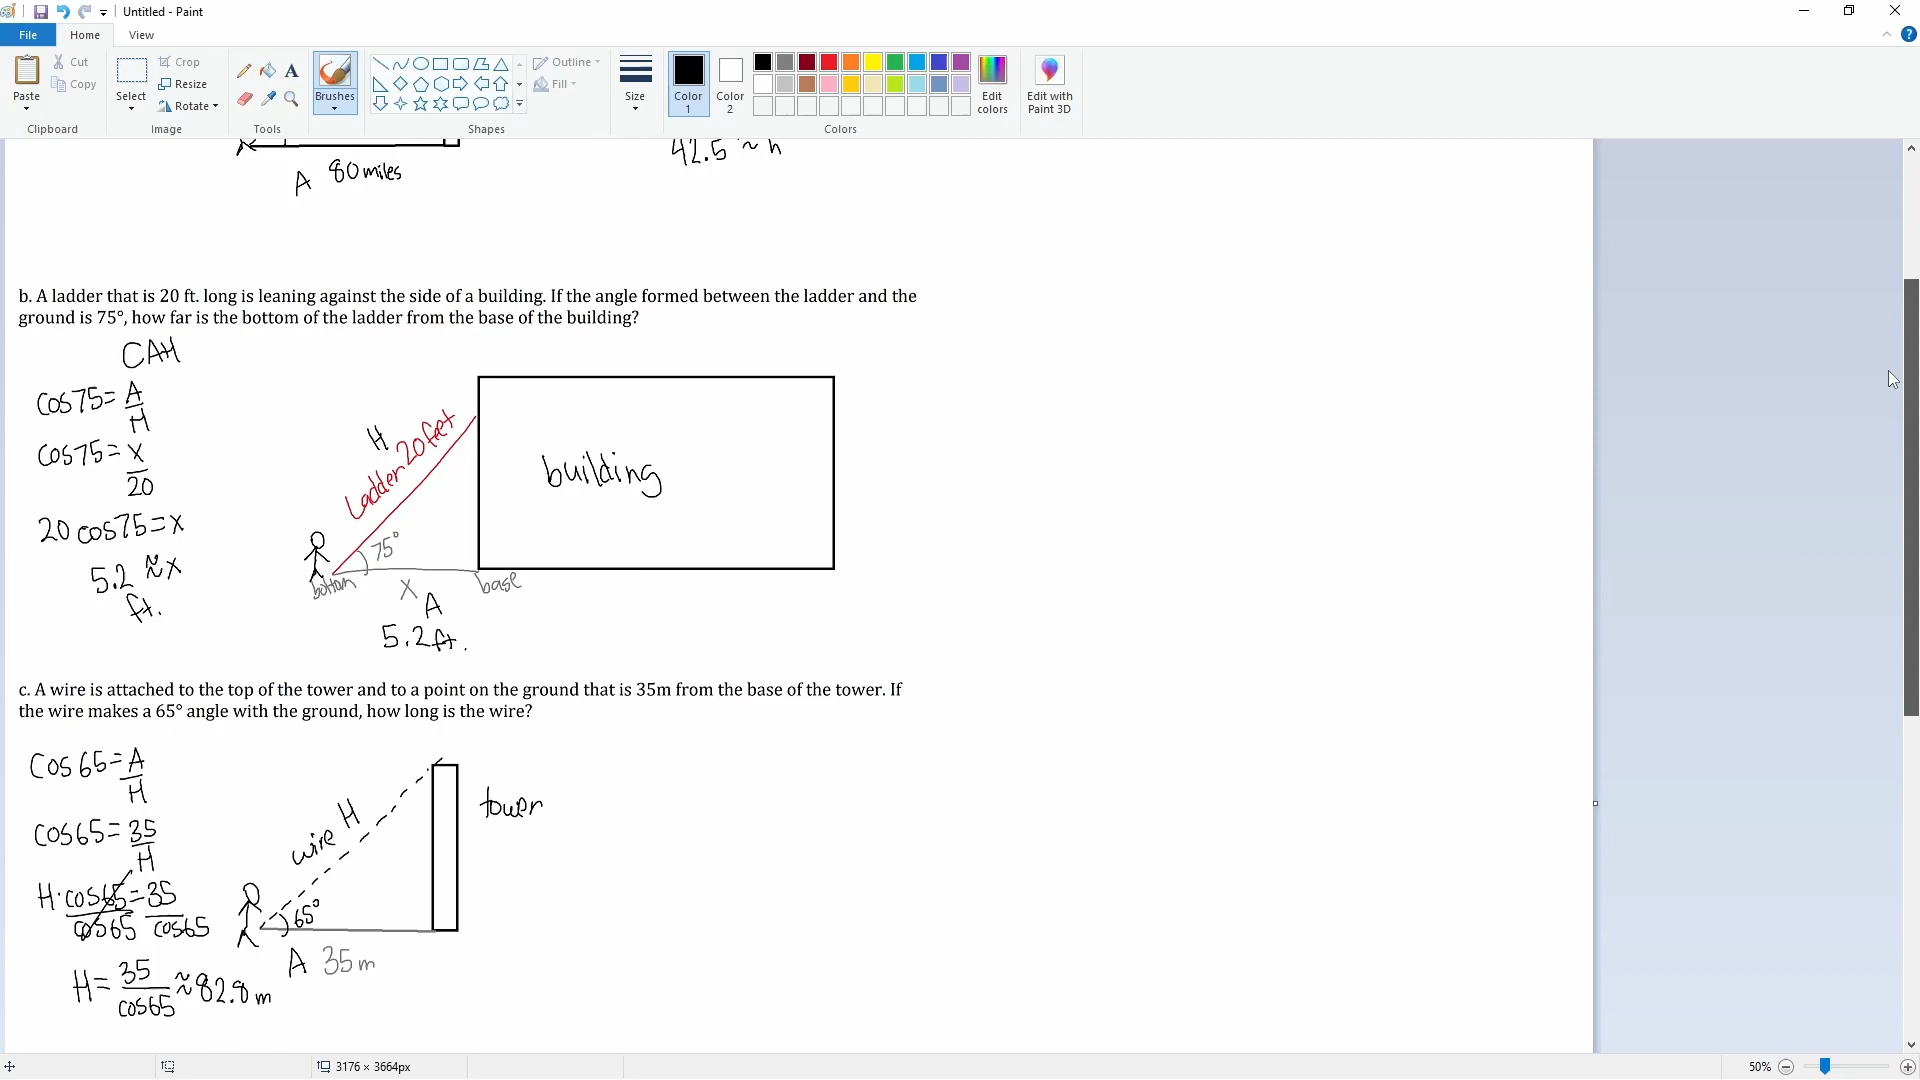 Untitled - Paint
File Home View
Paste
Cut
Copy
Clipboard
Select
Crop
Resize
Rotate
Image
A
Tools
Brushes
Shapes
Outline
Fill
Size
Color 1
Color 2
Edit colors
Colors
Edit with Paint 3D
A 80 miles
42.5 ~ h
b. A ladder that is 20 ft. long is leaning against the side of a building. If the angle formed between the ladder and the
ground is 75°, how far is the bottom of the ladder from the base of the building?
CAH
cos75=A/H
cos75=x/20
20 cos75=x
5.2 ≈x
ft.
H
Ladder 20 feet
building
75°
bottom
x
base
A
5.2ft.
c. A wire is attached to the top of the tower and to a point on the ground that is 35m from the base of the tower. If
the wire makes a 65° angle with the ground, how long is the wire?
Cos65=A/H
cos65=35/H
H·cos65=35
cos65 cos65
H=35/cos65≈82.8m
wire H
tower
65°
A 35m
3176 × 3664px
50%